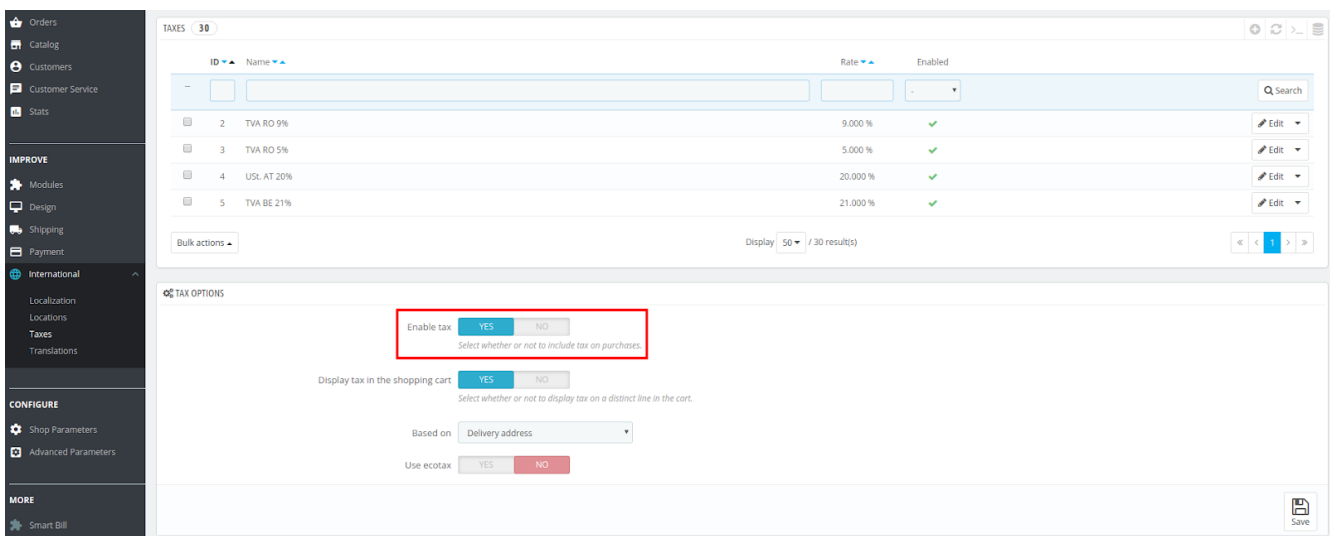 Orders
Catalog
Customers
Customer Service
Stats
IMPROVE
Modules
Design
Shipping
Payment
International
Localization
Locations
Taxes
Translations
CONFIGURE
Shop Parameters
Advanced Parameters
MORE
Smart Bill
TAXES 30
ID Name Rate Enabled
-- - Search
2 TVA RO 9% 9.000 % Edit
3 TVA RO 5% 5.000 % Edit
4 USt. AT 20% 20.000 % Edit
5 TVA BE 21% 21.000 % Edit
Bulk actions Display 50 / 30 result(s) « < 1 > »
TAX OPTIONS
Enable tax YES NO
Select whether or not to include tax on purchases.
Display tax in the shopping cart YES NO
Select whether or not to display tax on a distinct line in the cart.
Based on Delivery address
Use ecotax YES NO
Save